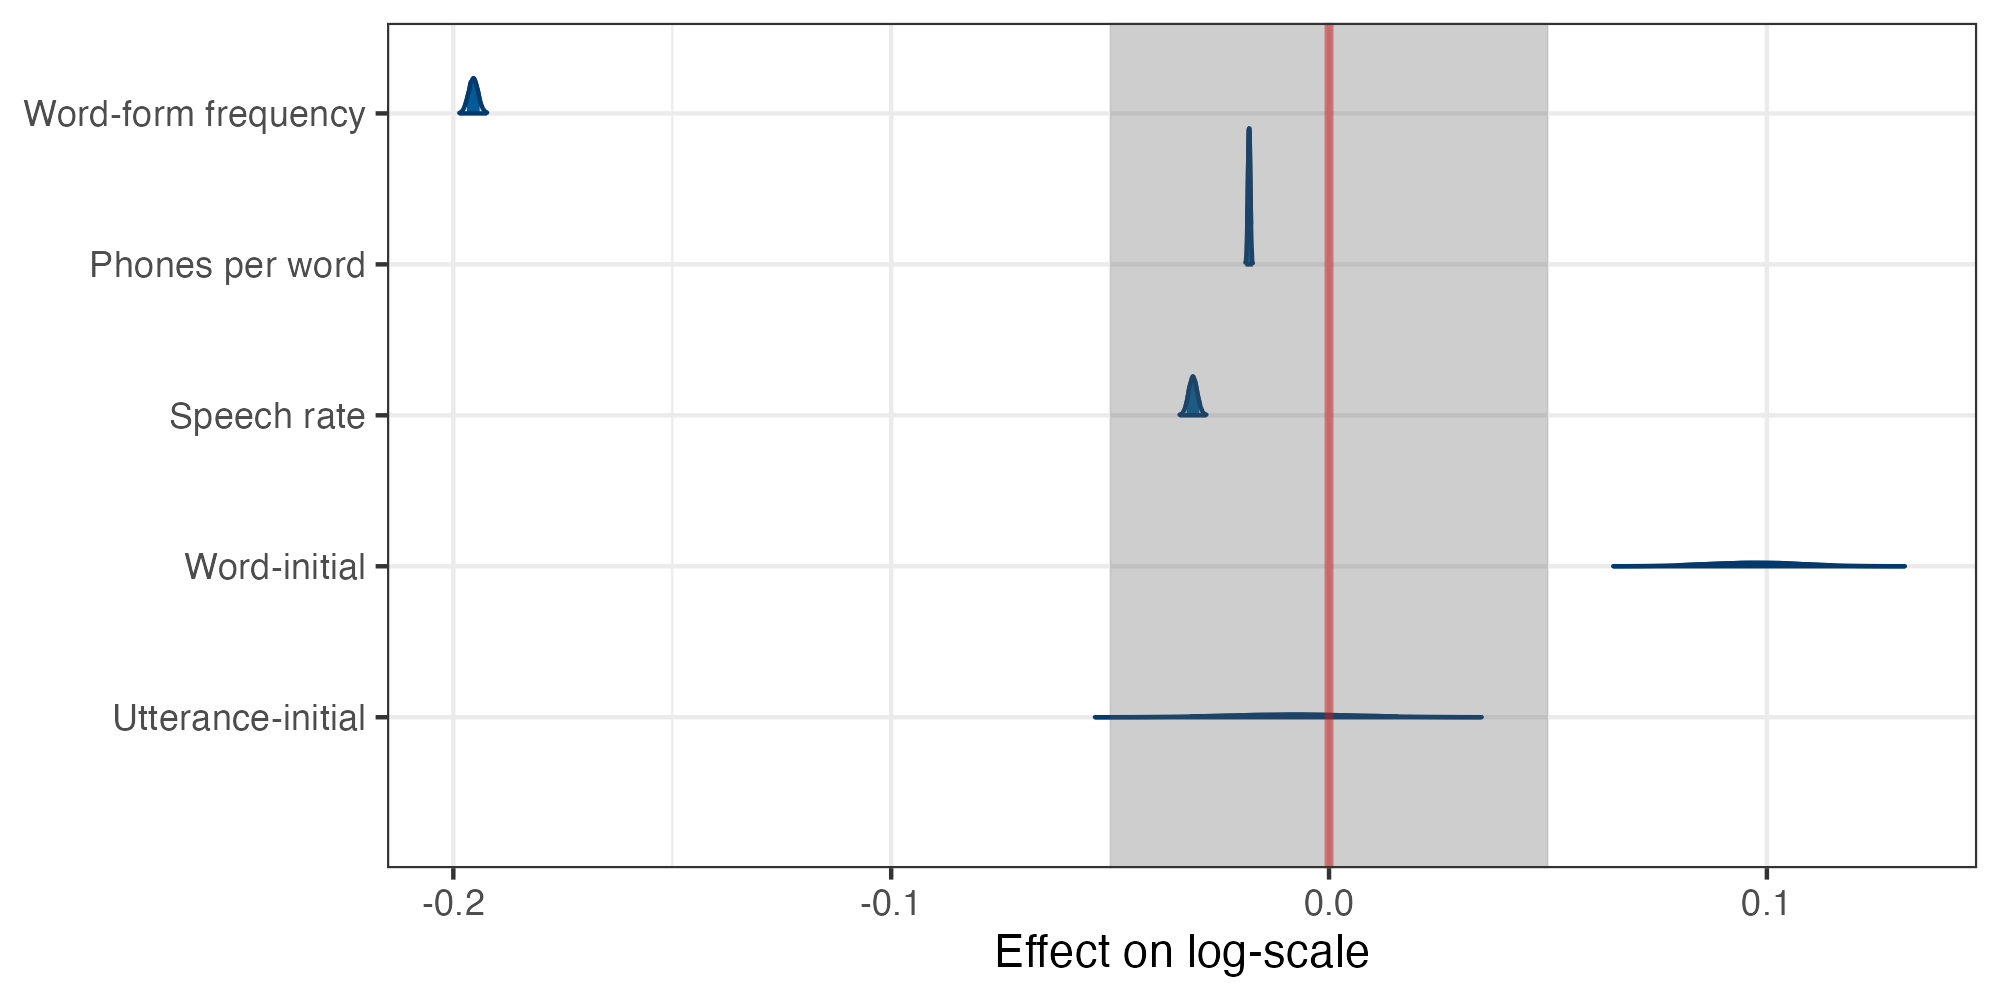 Word-form frequency
Phones per word
Speech rate
Word-initial
Utterance-initial
-0.2 -0.1 0.0 0.1
Effect on log-scale